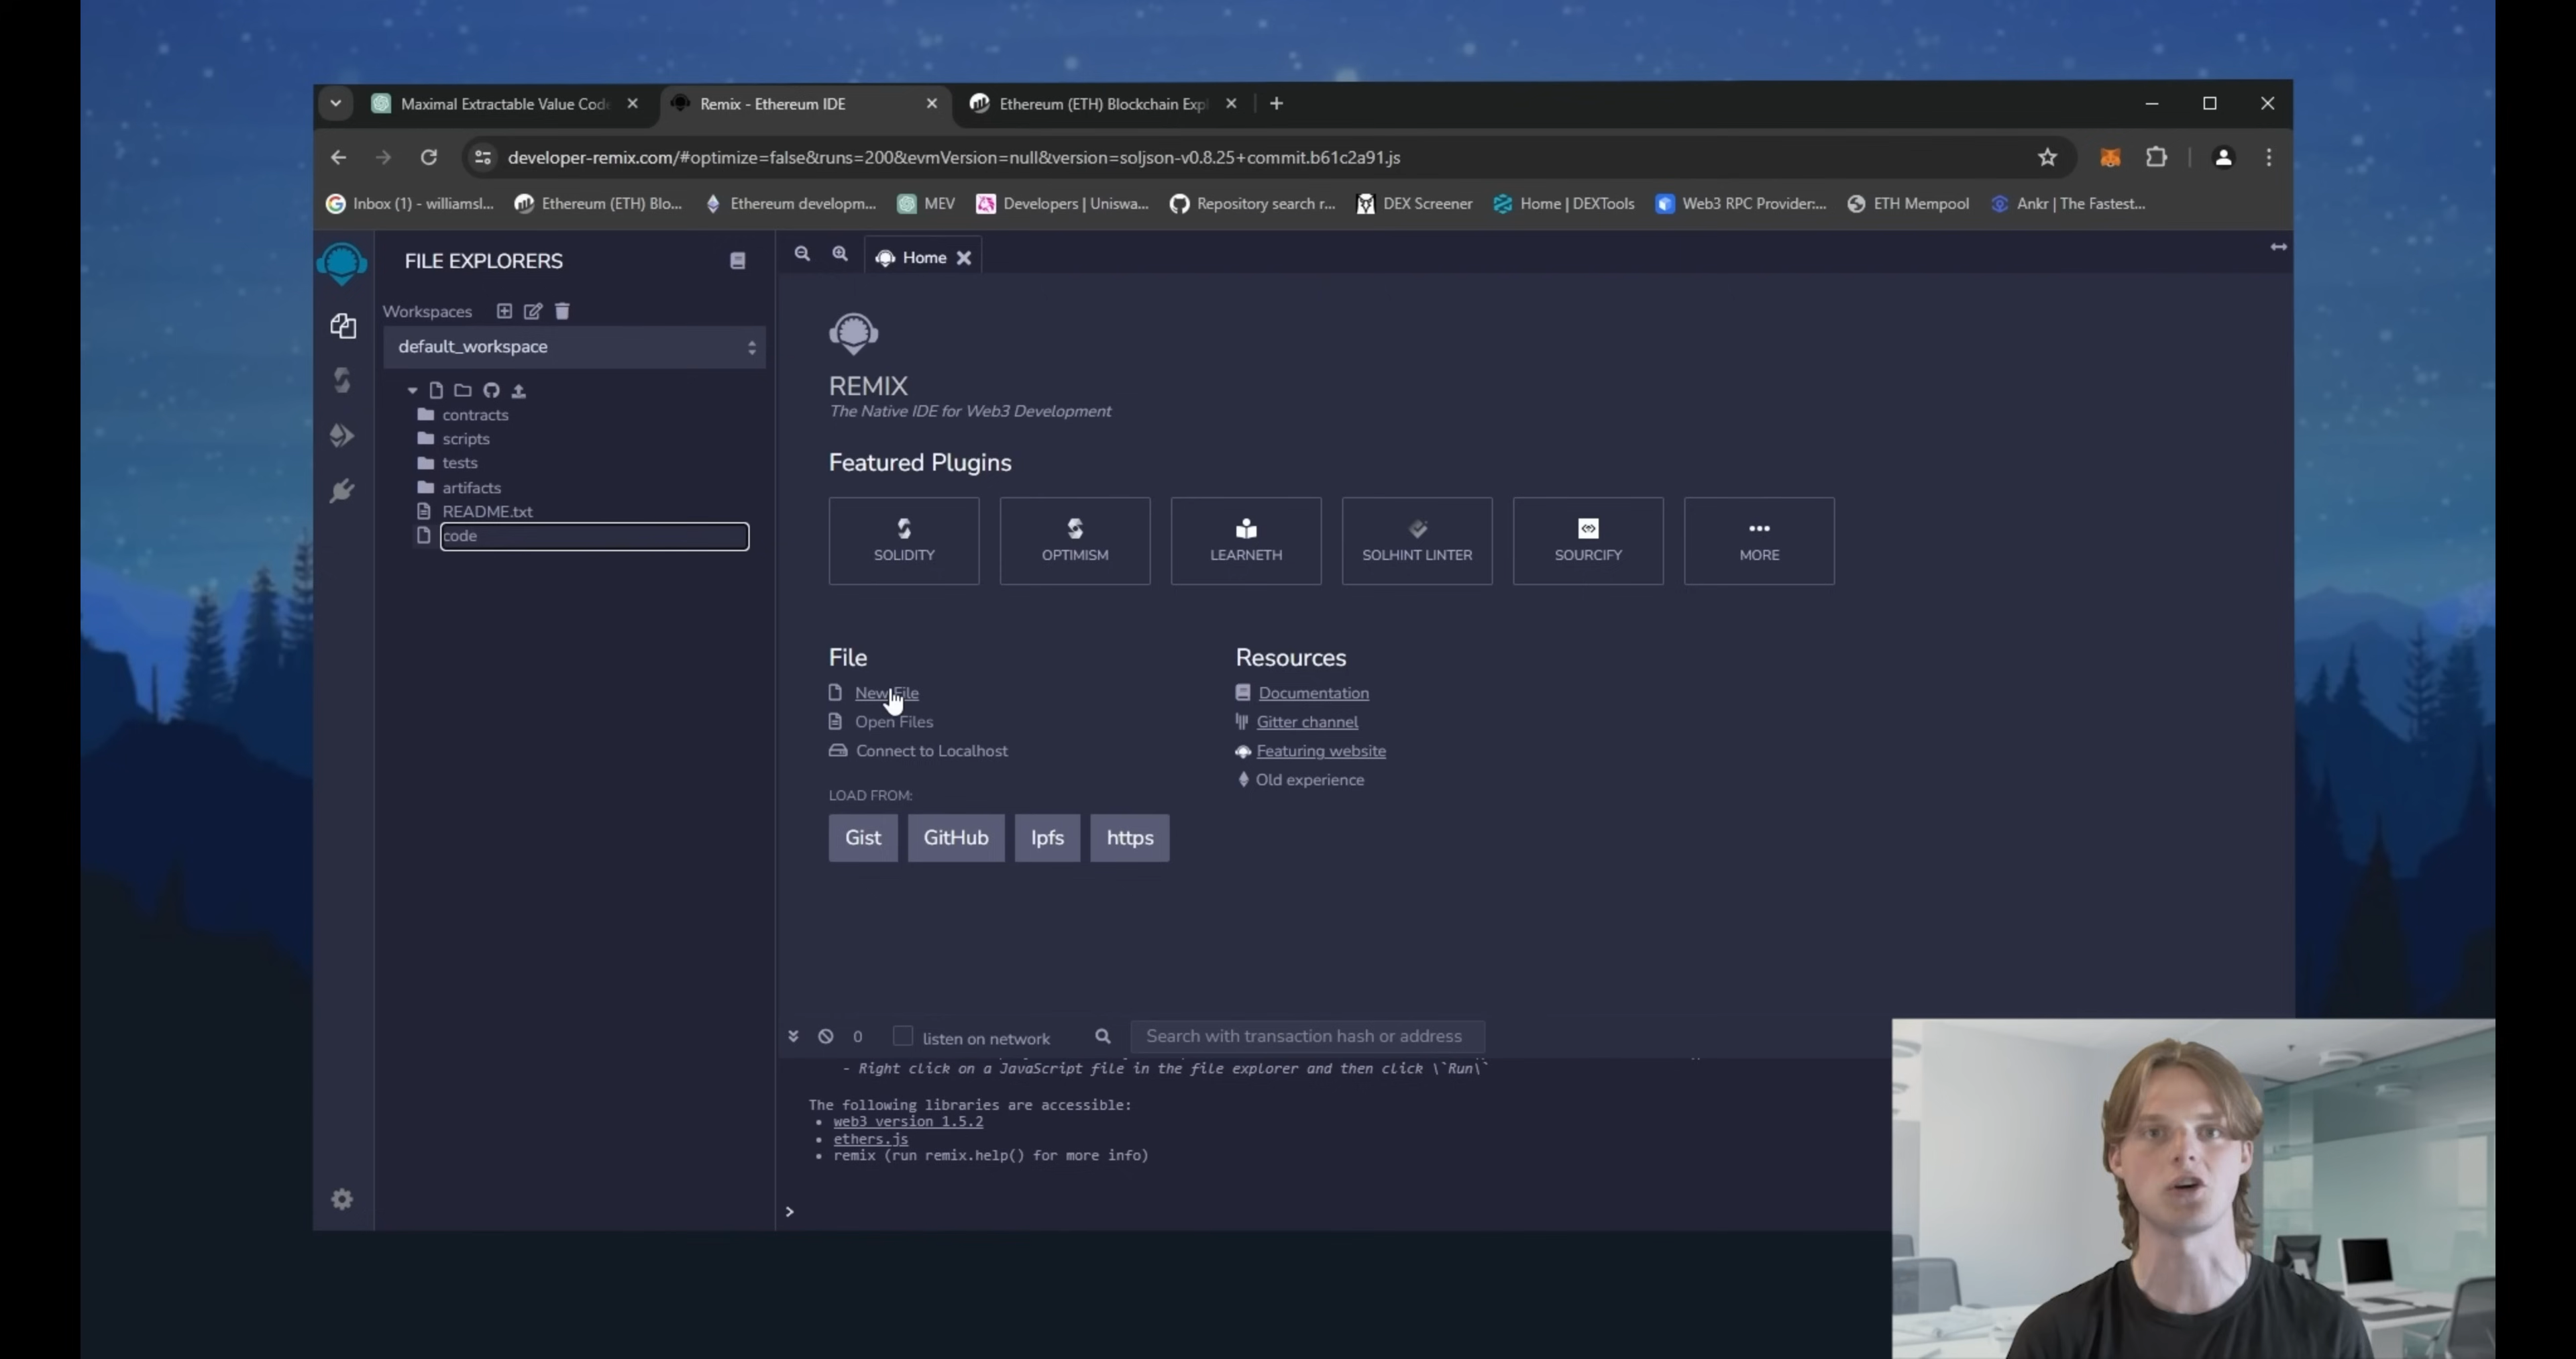 Maximal Extractable Value Code
Remix - Ethereum IDE
Ethereum (ETH) Blockchain Exp
developer-remix.com/#optimize=false&runs=200&evmVersion=null&version=soljson-v0.8.25+commit.b61c2a91.js
Inbox (1) - williamsl... Ethereum (ETH) Blo... Ethereum developm... MEV Developers | Uniswa... Repository search r... DEX Screener Home | DEXTools Web3 RPC Provider:... ETH Mempool Ankr | The Fastest...
FILE EXPLORERS
Workspaces
default_workspace
contracts
scripts
tests
artifacts
README.txt
code
Home
REMIX
The Native IDE for Web3 Development
Featured Plugins
SOLIDITY OPTIMISM LEARNETH SOLHINT LINTER SOURCIFY MORE
File
New File
Open Files
Connect to Localhost
LOAD FROM:
Gist GitHub Ipfs https
Resources
Documentation
Gitter channel
Featuring website
Old experience
0 listen on network Search with transaction hash or address
- Right click on a JavaScript file in the file explorer and then click \`Run\`
The following libraries are accessible:
• web3 version 1.5.2
• ethers.js
• remix (run remix.help() for more info)
>